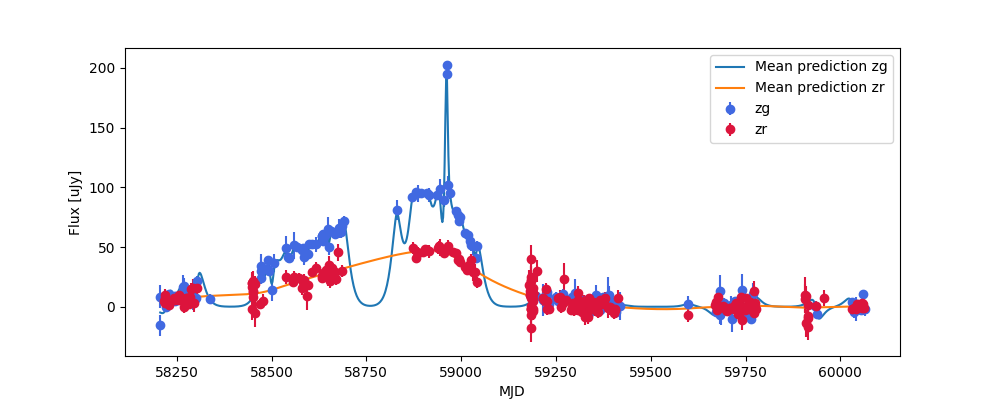 Mean prediction zg
Mean prediction zr
zg
zr
Flux [uJy]
200
150
100
50
0
58250
58500
58750
59000
59250
59500
59750
60000
MJD